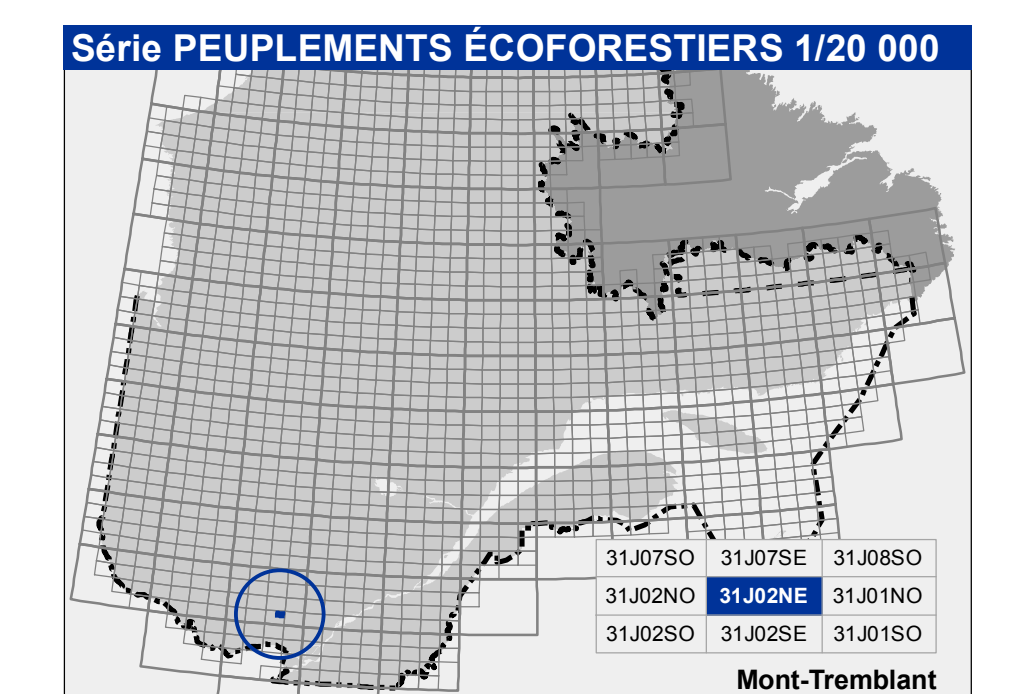 Série PEUPLEMENTS ÉCOFORESTIERS 1/20 000
31J07SO 31J07SE 31J08SO
31J02NO 31J02NE 31J01NO
31J02SO 31J02SE 31J01SO
Mont-Tremblant